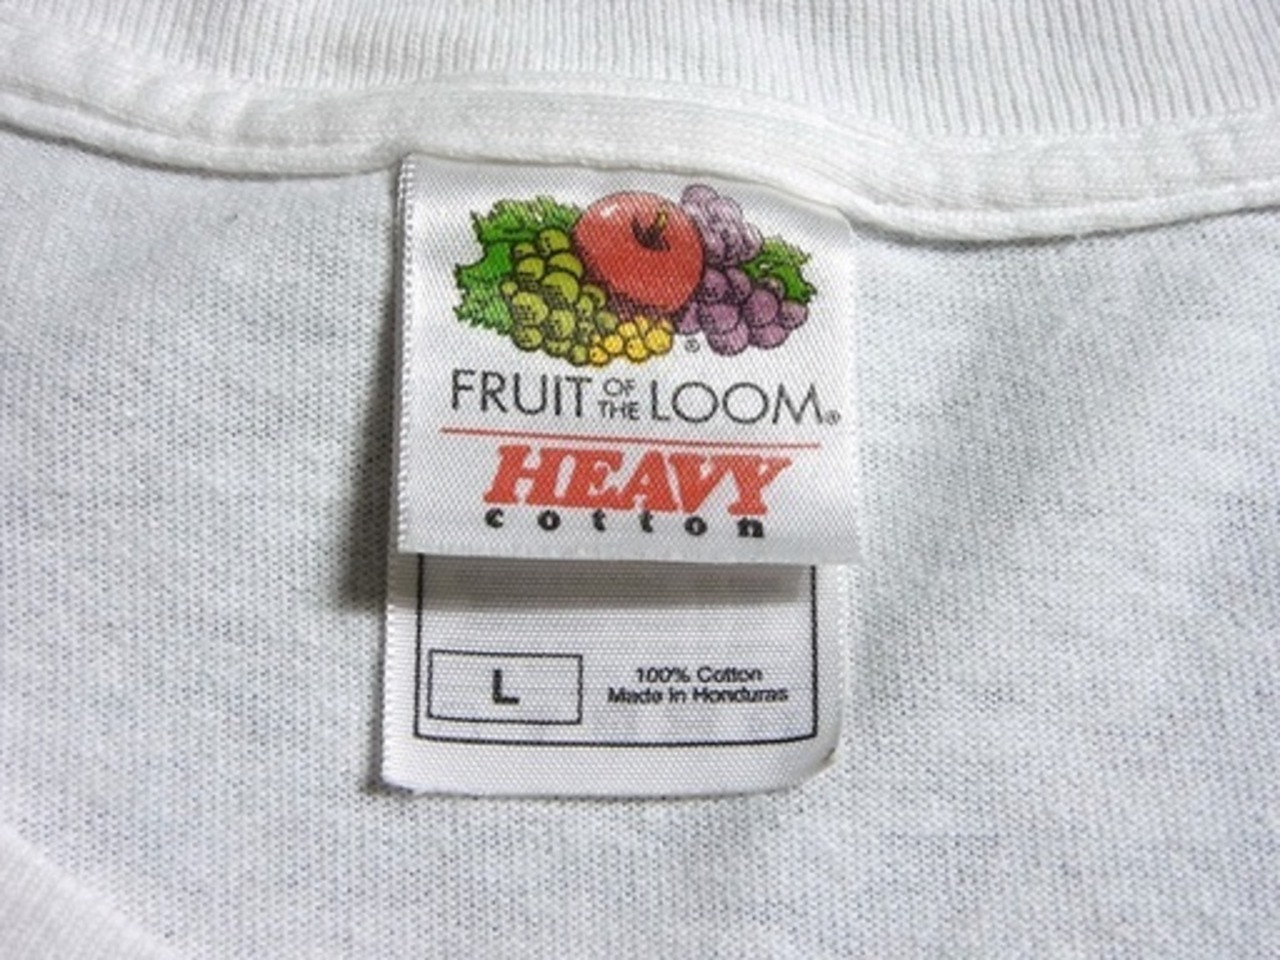 ®
FRUIT OF THE LOOM®
HEAVY
cotton
L
100% Cotton
Made in Honduras